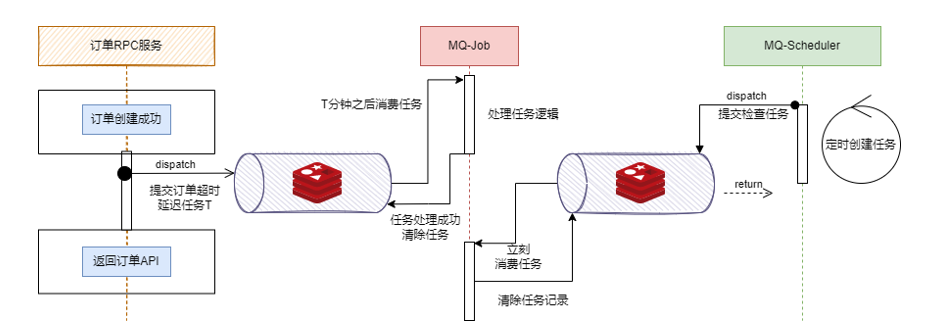 订单RPC服务
MQ-Job
MQ-Scheduler
订单创建成功
dispatch
提交订单超时
延迟任务T
返回订单API
T分钟之后消费任务
处理任务逻辑
任务处理成功
清除任务
立刻
消费任务
清除任务记录
dispatch
提交检查任务
定时创建任务
return